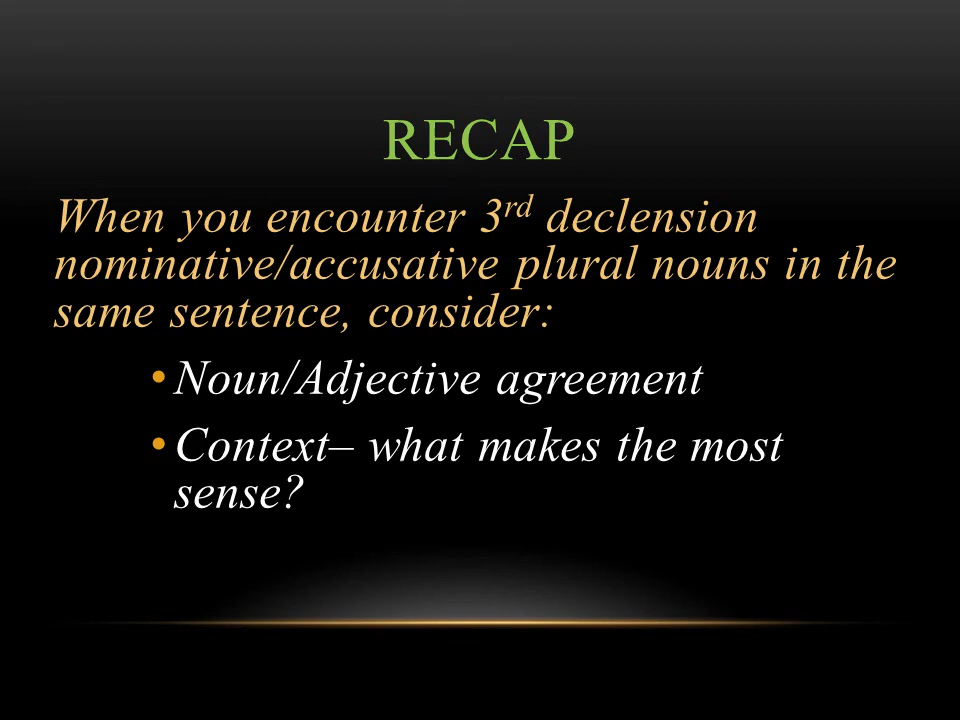 RECAP
When you encounter 3rd declension
nominative/accusative plural nouns in the
same sentence, consider:
• Noun/Adjective agreement
• Context– what makes the most
sense?